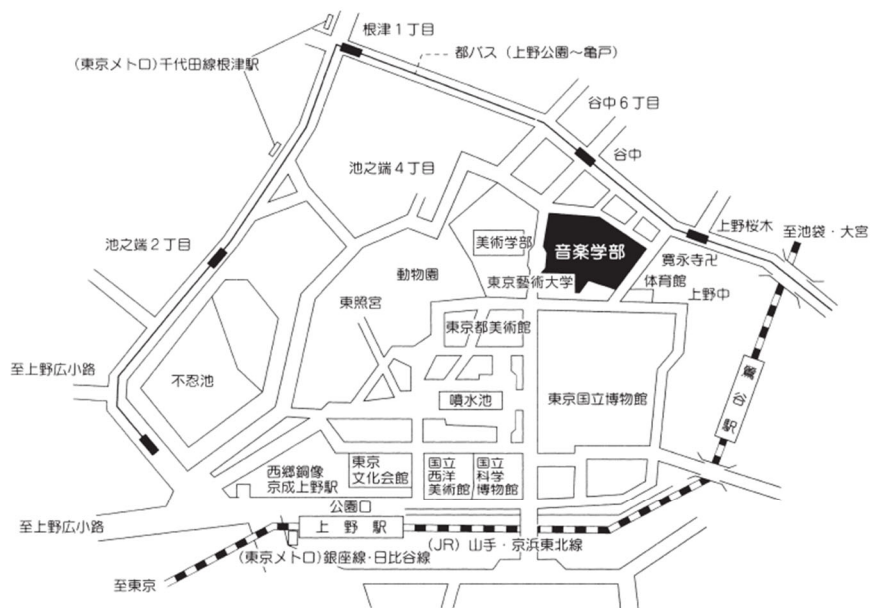 根津1丁目
都バス（上野公園～亀戸）
(東京メトロ)千代田線根津駅
谷中6丁目
谷中
池之端4丁目
上野桜木
至池袋・大宮
池之端2丁目
美術学部
音楽学部
寛永寺卍
動物園
東京藝術大学
体育館
上野中
東照宮
東京都美術館
至上野広小路
不忍池
噴水池
東京国立博物館
鶯谷駅
西郷銅像
京成上野駅
東京
文化会館
国立
西洋
美術館
国立
科学
博物館
公園口
至上野広小路
上野駅
(JR) 山手・京浜東北線
(東京メトロ)銀座線・日比谷線
至東京